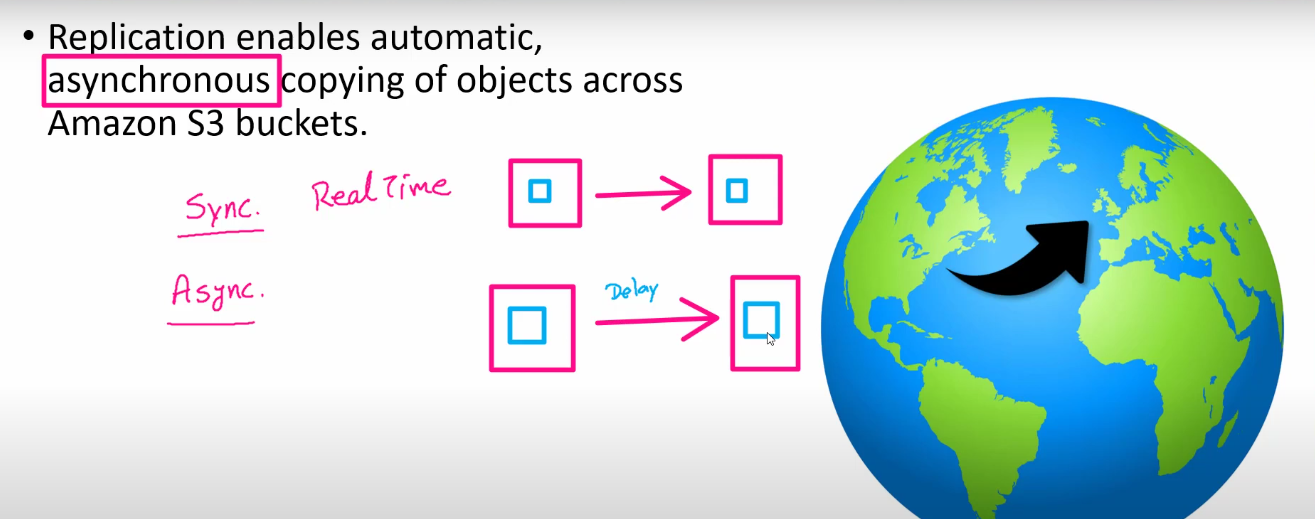 • Replication enables automatic,
asynchronous copying of objects across
Amazon S3 buckets.
Sync. Real Time
Async.
Delay